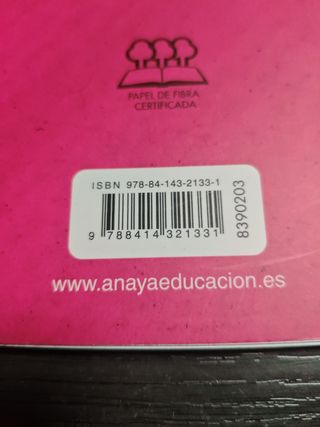 PAPEL DE FIBRA
CERTIFICADA
ISBN 978-84-143-2133-1
9 788414 321331
8390203
www.anayaeducacion.es